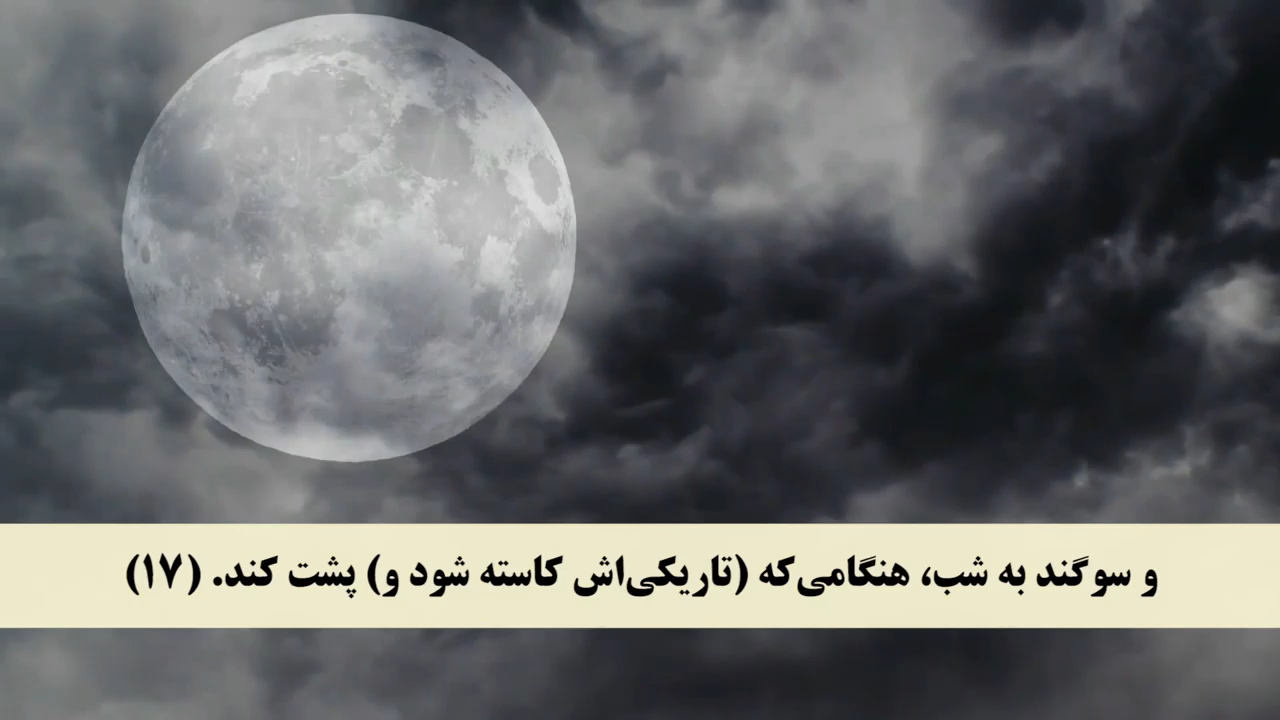 و سوگند به شب، هنگامی‌که (تاریکی‌اش کاسته شود و) پشت کند. (۱۷)